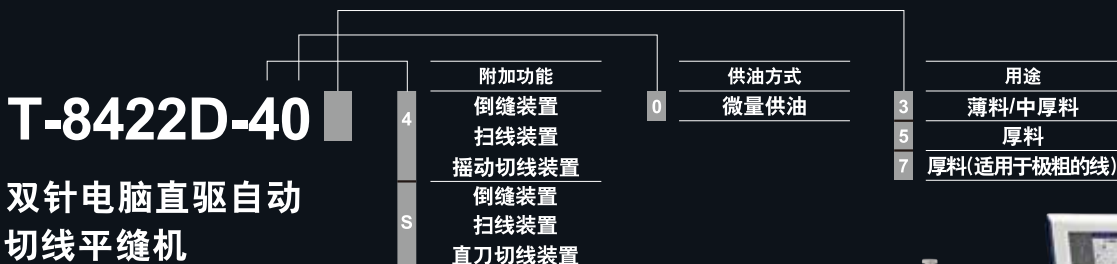 T-8422D-40
双针电脑直驱自动
切线平缝机
附加功能
4
倒缝装置
扫线装置
摇动切线装置
S
倒缝装置
扫线装置
直刀切线装置
供油方式
0 微量供油
用途
3 薄料/中厚料
5 厚料
7 厚料(适用于极粗的线)